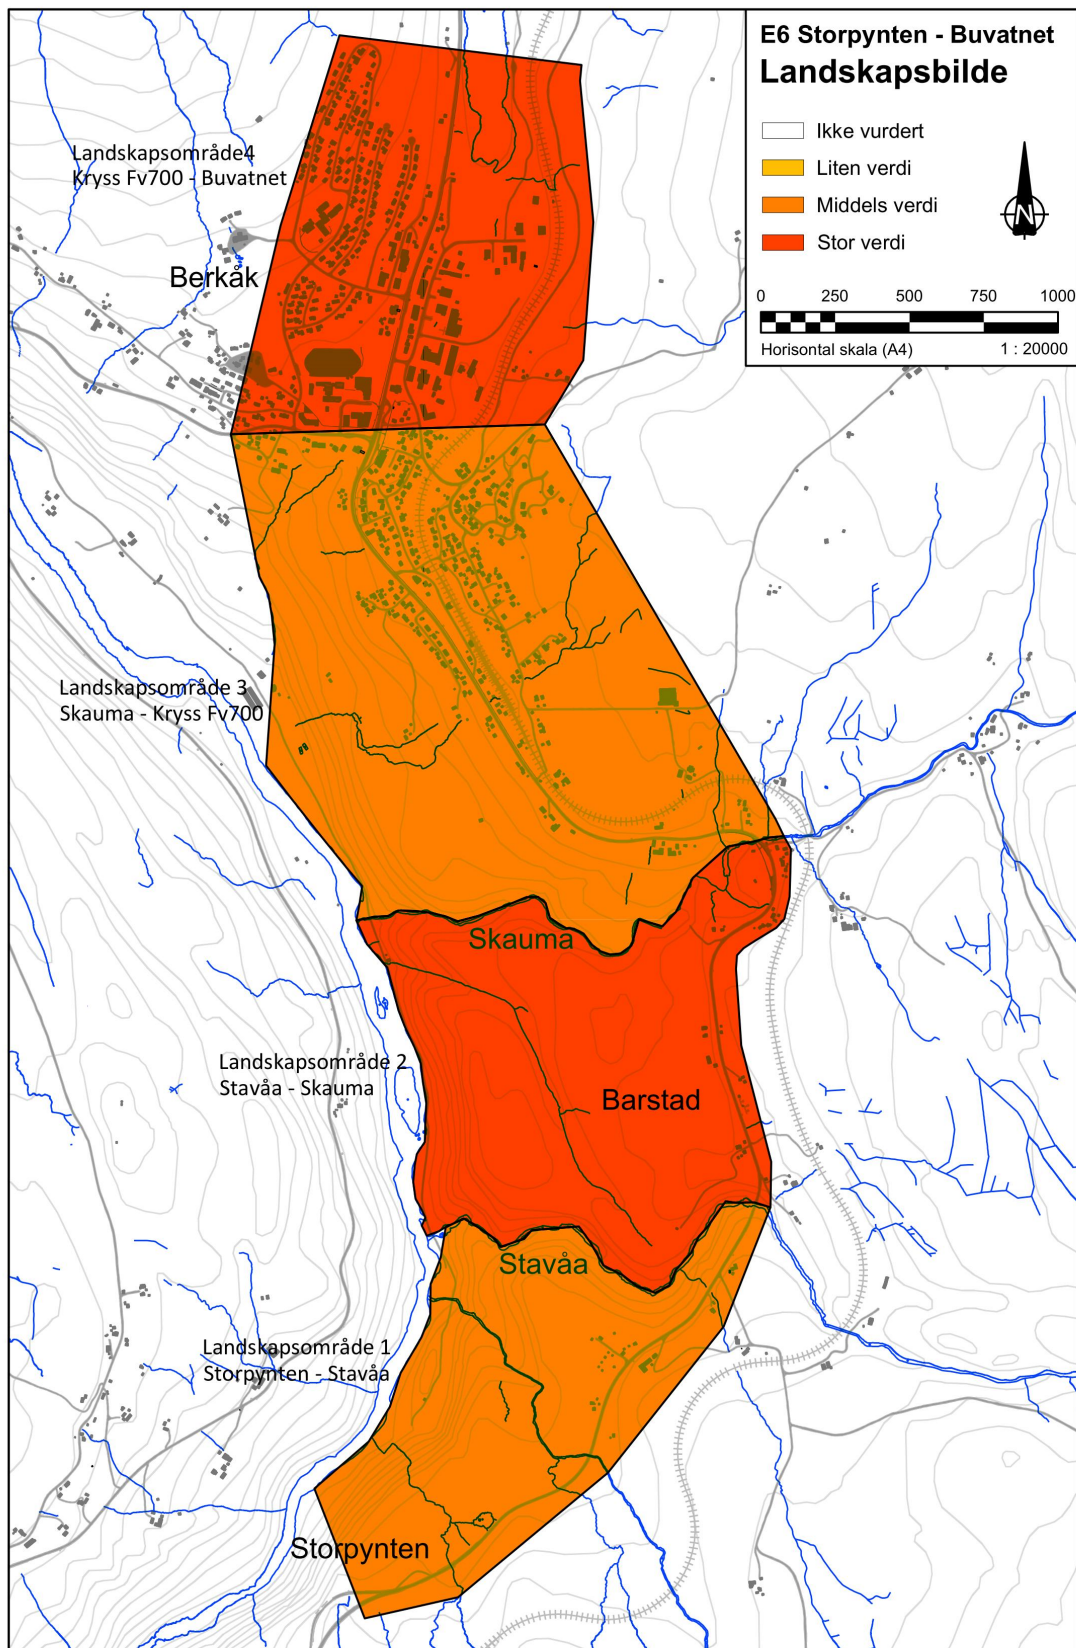 E6 Storpynten - Buvatnet
Landskapsbilde
Ikke vurdert
Liten verdi
Middels verdi
Stor verdi
N
0 250 500 750 1000
Horisontal skala (A4) 1 : 20000
Landskapsområde4
Kryss Fv700 - Buvatnet
Berkåk
Landskapsområde 3
Skauma - Kryss Fv700
Skauma
Landskapsområde 2
Stavåa - Skauma
Barstad
Stavåa
Landskapsområde 1
Storpynten - Stavåa
Storpynten